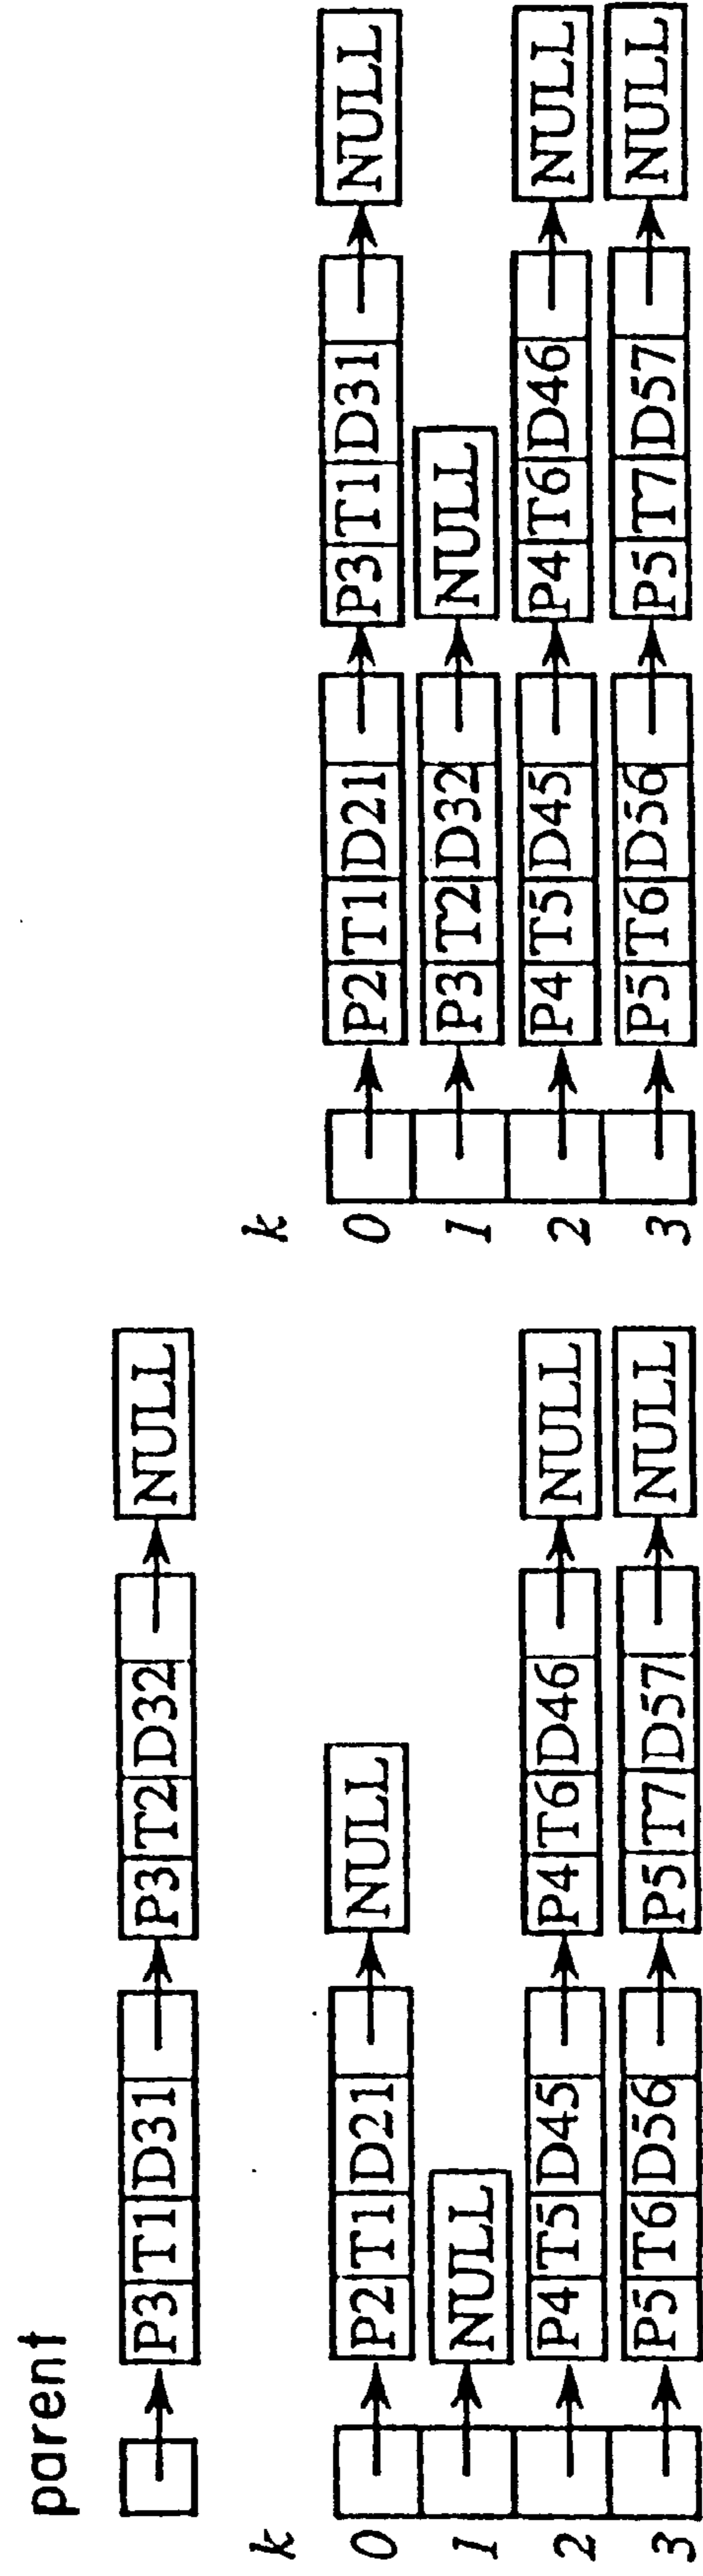 parent
P3 T1 D31 P3 T2 D32 NULL
k
0 P2 T1 D21 NULL
1 NULL
2 P4 T5 D45 P4 T6 D46 NULL
3 P5 T6 D56 P5 T7 D57 NULL
k
0 P2 T1 D21 P3 T1 D31 NULL
1 P3 T2 D32 NULL
2 P4 T5 D45 P4 T6 D46 NULL
3 P5 T6 D56 P5 T7 D57 NULL